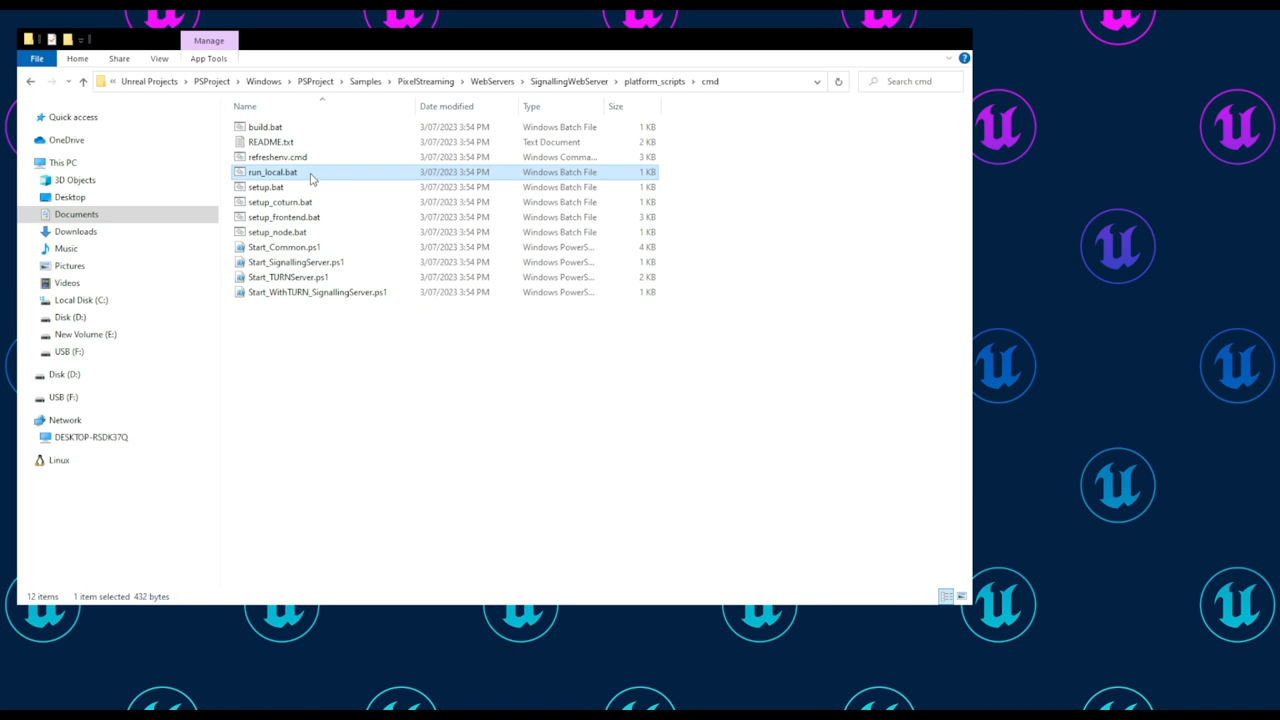 Manage
File Home Share View App Tools
« Unreal Projects PSProject Windows PSProject Samples PixelStreaming WebServers SignallingWebServer platform_scripts cmd Search cmd
Name Date modified Type Size
Quick access
OneDrive
This PC
3D Objects
Desktop
Documents
Downloads
Music
Pictures
Videos
Local Disk (C:)
Disk (D:)
New Volume (E:)
USB (F:)
Disk (D:)
USB (F:)
Network
DESKTOP-RSDK37Q
Linux
build.bat 3/07/2023 3:54 PM Windows Batch File 1 KB
README.txt 3/07/2023 3:54 PM Text Document 2 KB
refreshenv.cmd 3/07/2023 3:54 PM Windows Comma... 3 KB
run_local.bat 3/07/2023 3:54 PM Windows Batch File 1 KB
setup.bat 3/07/2023 3:54 PM Windows Batch File 1 KB
setup_coturn.bat 3/07/2023 3:54 PM Windows Batch File 1 KB
setup_frontend.bat 3/07/2023 3:54 PM Windows Batch File 3 KB
setup_node.bat 3/07/2023 3:54 PM Windows Batch File 1 KB
Start_Common.ps1 3/07/2023 3:54 PM Windows PowerS... 4 KB
Start_SignallingServer.ps1 3/07/2023 3:54 PM Windows PowerS... 1 KB
Start_TURNServer.ps1 3/07/2023 3:54 PM Windows PowerS... 2 KB
Start_WithTURN_SignallingServer.ps1 3/07/2023 3:54 PM Windows PowerS... 1 KB
12 items 1 item selected 432 bytes